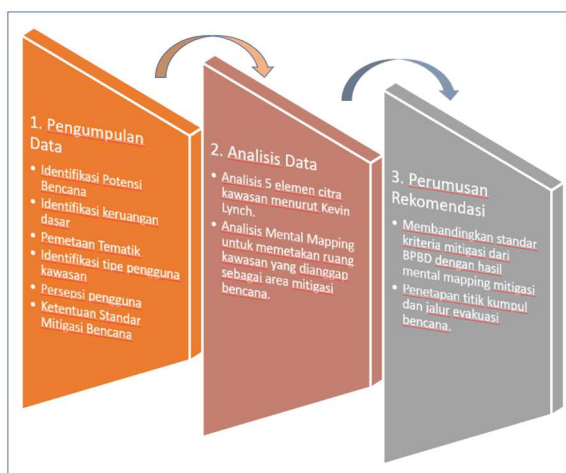 1. Pengumpulan
Data
• Identifikasi Potensi
Bencana
• Identifikasi keruangan
dasar
• Pemetaan Tematik
• Identifikasi tipe pengguna
kawasan
• Persepsi pengguna
• Ketentuan Standar
Mitigasi Bencana
2. Analisis Data
• Analisis 5 elemen citra
kawasan menurut Kevin
Lynch.
• Analisis Mental Mapping
untuk memetakan ruang
kawasan yang dianggap
sebagai area mitigasi
bencana.
3. Perumusan
Rekomendasi
• Membandingkan standar
kriteria mitigasi dari
BPBD dengan hasil
mental mapping mitigasi
• Penetapan titik kumpul
dan jalur evakuasi
bencana.